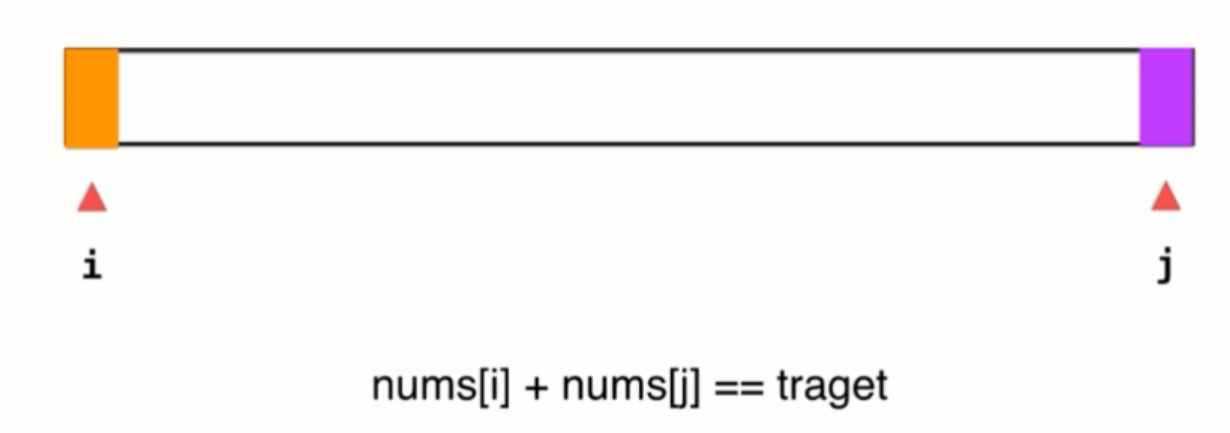 i j
nums[i] + nums[j] == traget